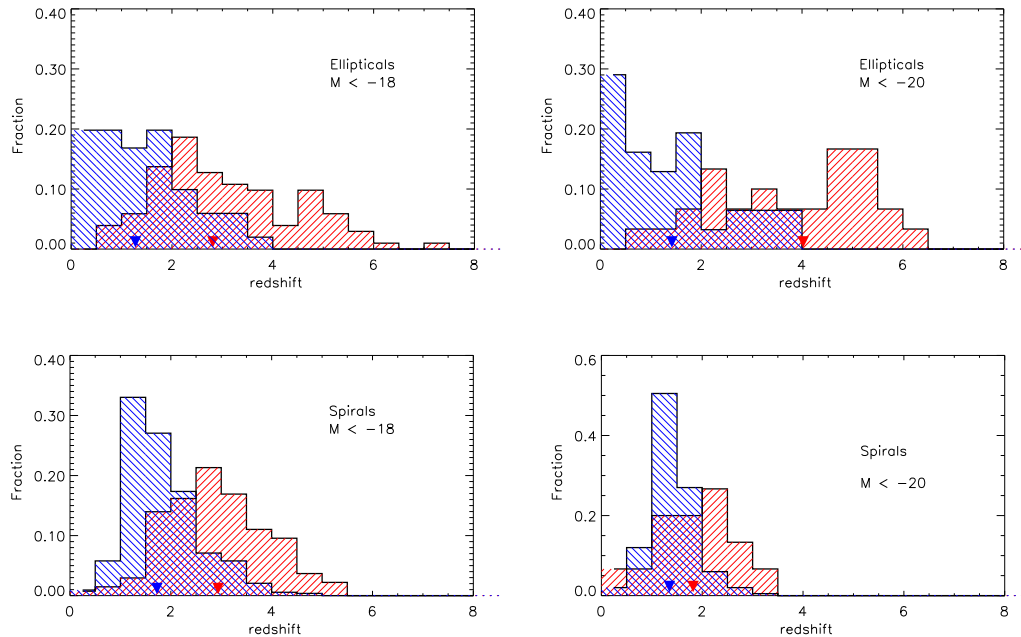 0.40
0.30
0.20
0.10
0.00
Fraction
Ellipticals
M < -18
0 2 4 6 8
redshift
0.40
0.30
0.20
0.10
0.00
Fraction
Ellipticals
M < -20
0 2 4 6 8
redshift
0.40
0.30
0.20
0.10
0.00
Fraction
Spirals
M < -18
0 2 4 6 8
redshift
0.6
0.4
0.2
0.0
Fraction
Spirals
M < -20
0 2 4 6 8
redshift